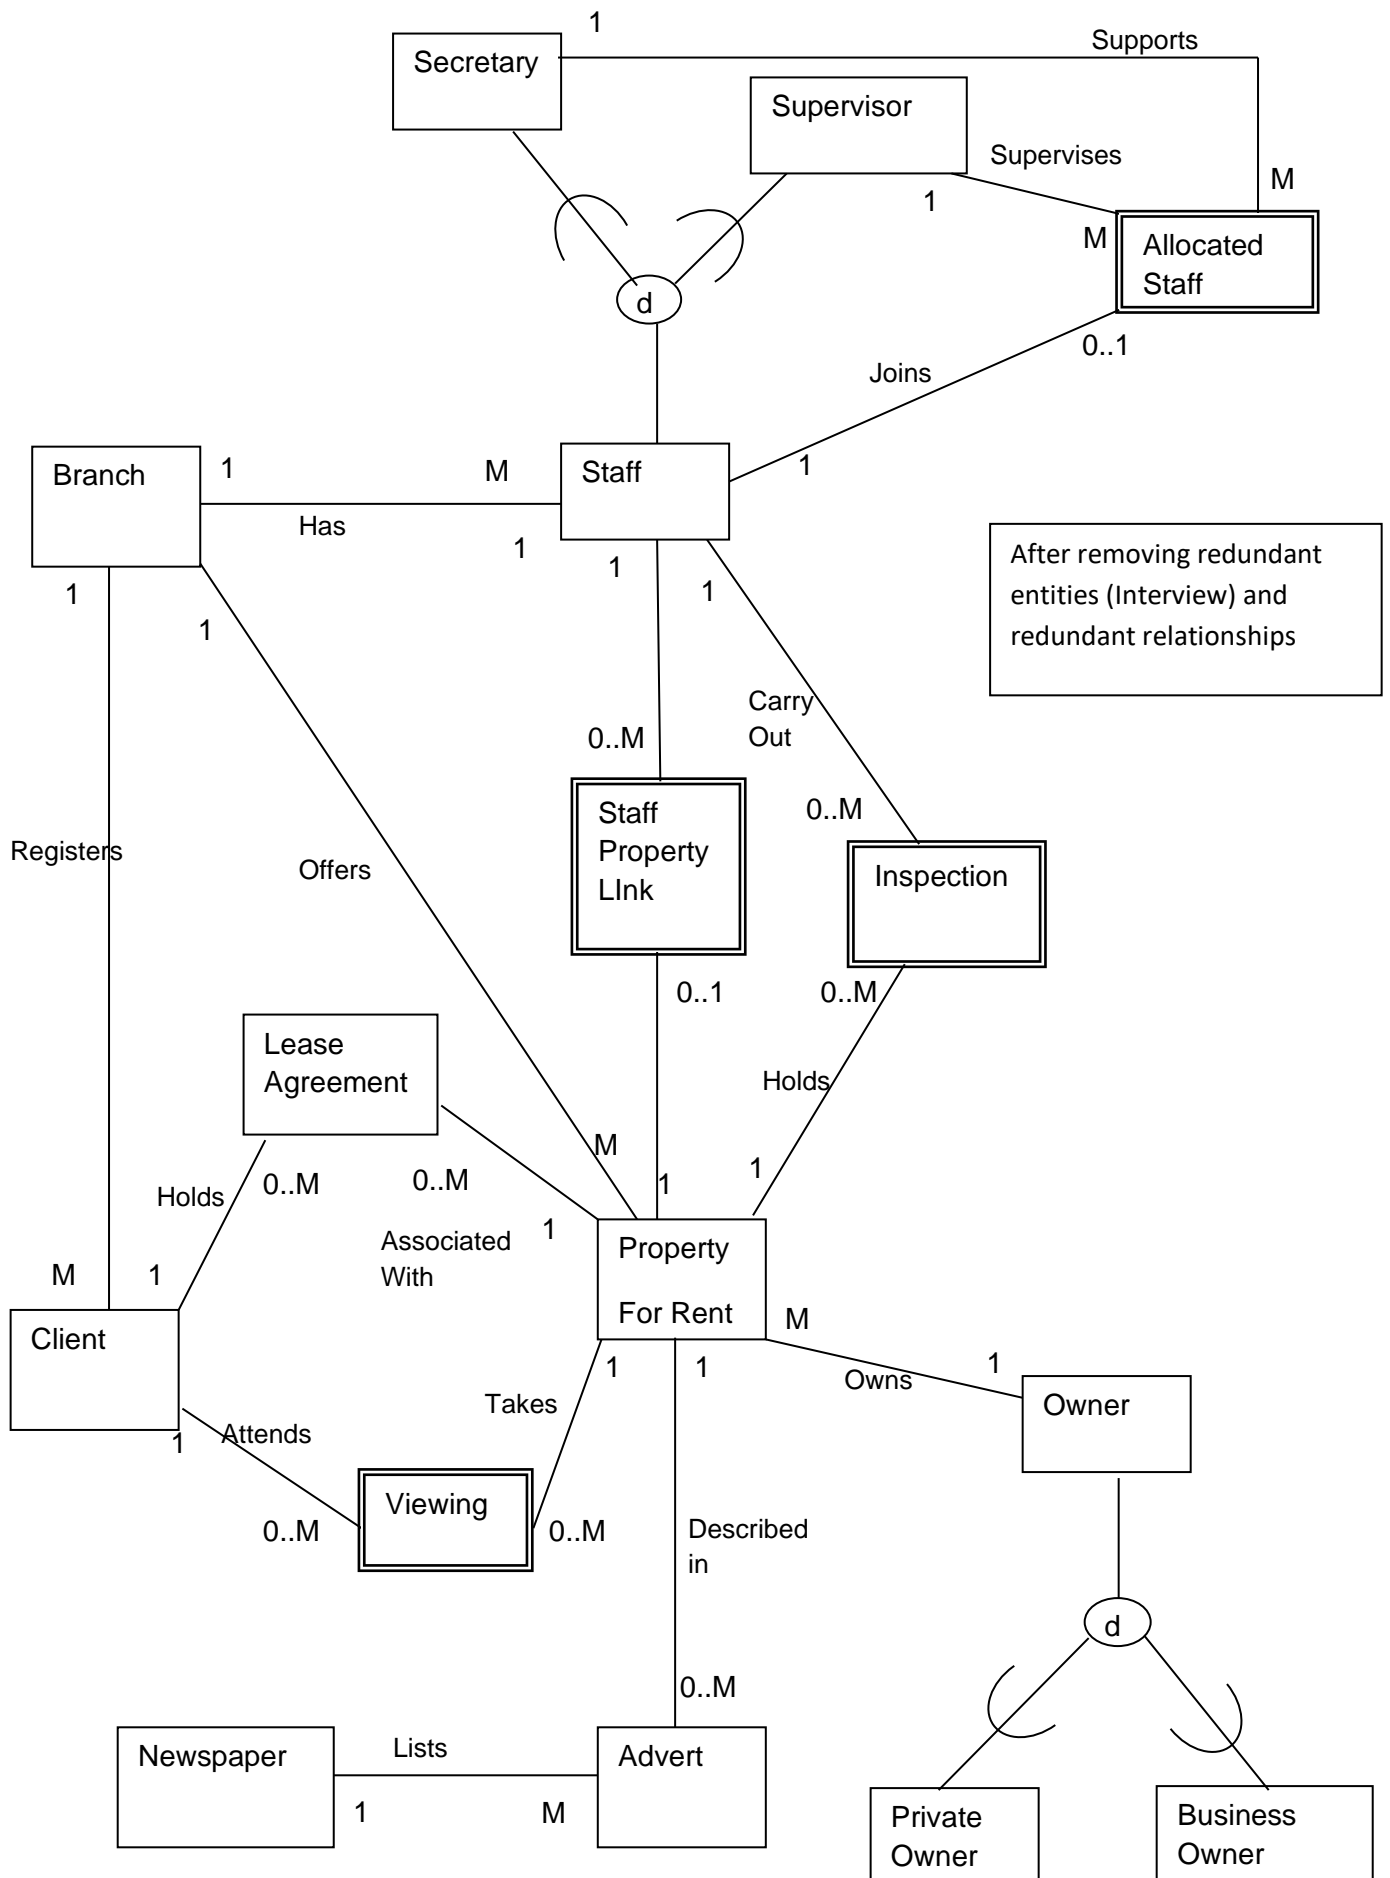 1
Supports
Secretary
Supervisor
Supervises
1
M
M
Allocated
Staff
d
0..1
Joins
Branch
1
M
Staff
1
Has
1
1
1
1
1
After removing redundant
entities (Interview) and
redundant relationships
Carry
Out
0..M
0..M
Staff
Property
LInk
Registers
Offers
Inspection
0..1
0..M
Lease
Agreement
Holds
M
1
1
0..M
0..M
Holds
Associated
With
1
Property
For Rent
M
1
Client
M
1
1
1
Owns
Owner
Takes
Attends
1
Viewing
0..M
0..M
Described
in
d
0..M
Newspaper
Lists
Advert
1
M
Private
Owner
Business
Owner